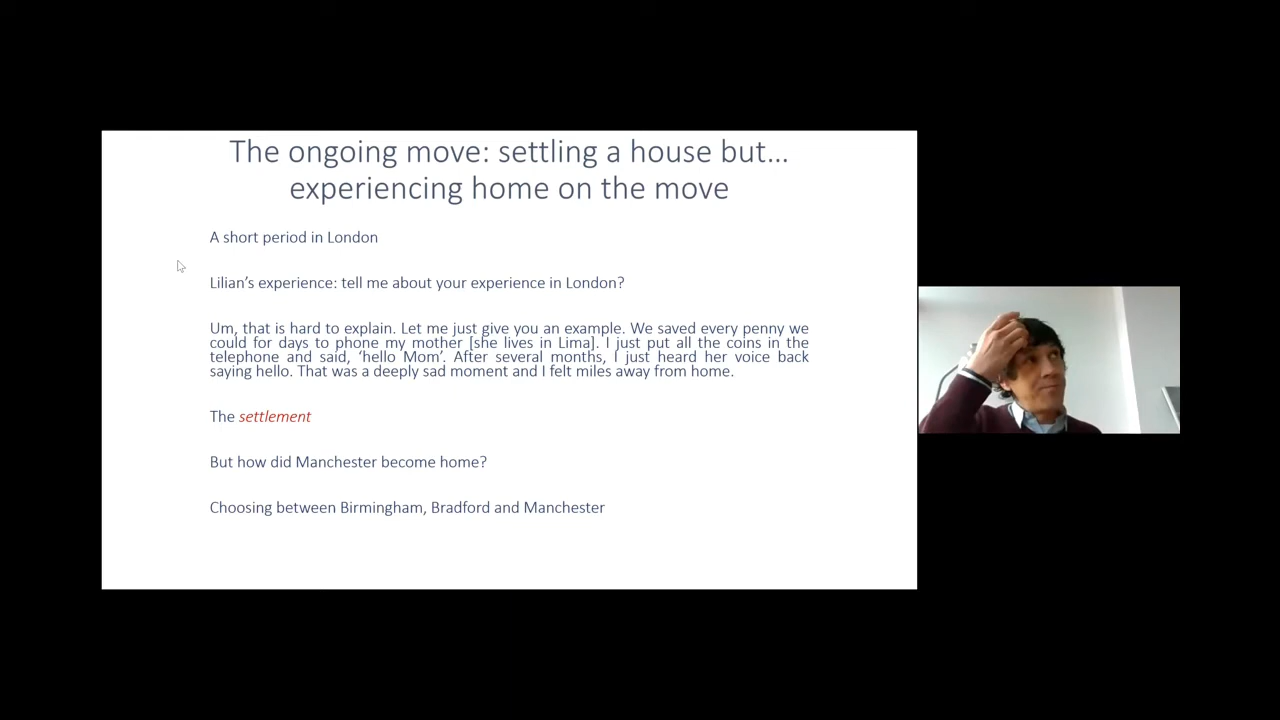 The ongoing move: settling a house but…
experiencing home on the move
A short period in London
Lilian’s experience: tell me about your experience in London?
Um, that is hard to explain. Let me just give you an example. We saved every penny we
could for days to phone my mother [she lives in Lima]. I just put all the coins in the
telephone and said, ‘hello Mom’. After several months, I just heard her voice back
saying hello. That was a deeply sad moment and I felt miles away from home.
The settlement
But how did Manchester become home?
Choosing between Birmingham, Bradford and Manchester